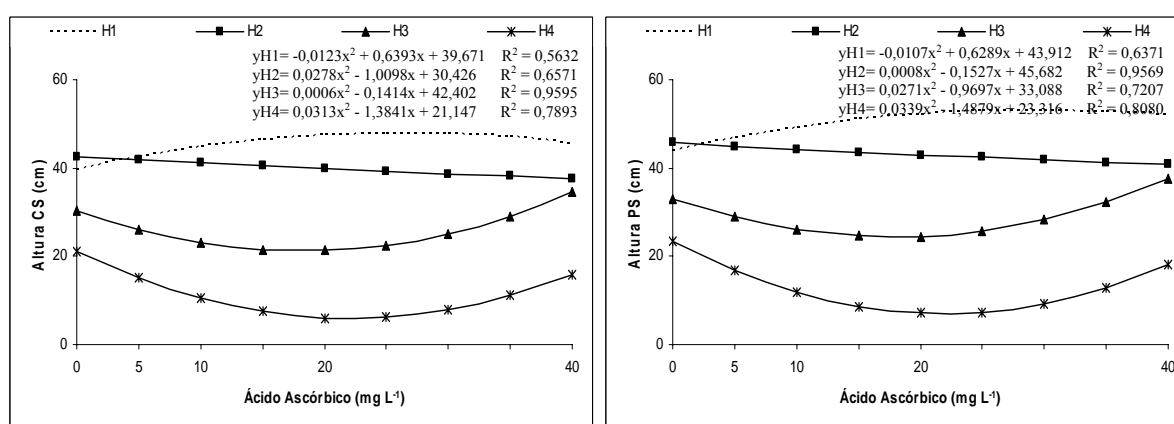 H1 H2 H3 H4
yH1= -0,0123x² + 0,6393x + 39,671 R² = 0,5632
yH2= 0,0278x² - 1,0098x + 30,426 R² = 0,6571
yH3= 0,0006x² - 0,1414x + 42,402 R² = 0,9595
yH4= 0,0313x² - 1,3841x + 21,147 R² = 0,7893
60
40
20
0
Altura CS (cm)
0 5 10 20 40
Ácido Ascórbico (mg L⁻¹)
H1 H2 H3 H4
yH1= -0,0107x² + 0,6289x + 43,912 R² = 0,6371
yH2= 0,0008x² - 0,1527x + 45,682 R² = 0,9569
yH3= 0,0271x² - 0,9697x + 33,088 R² = 0,7207
yH4= 0,0339x² - 1,4879x + 23,316 R² = 0,8080
60
40
20
0
Altura PS (cm)
0 5 10 20 40
Ácido Ascórbico (mg L⁻¹)